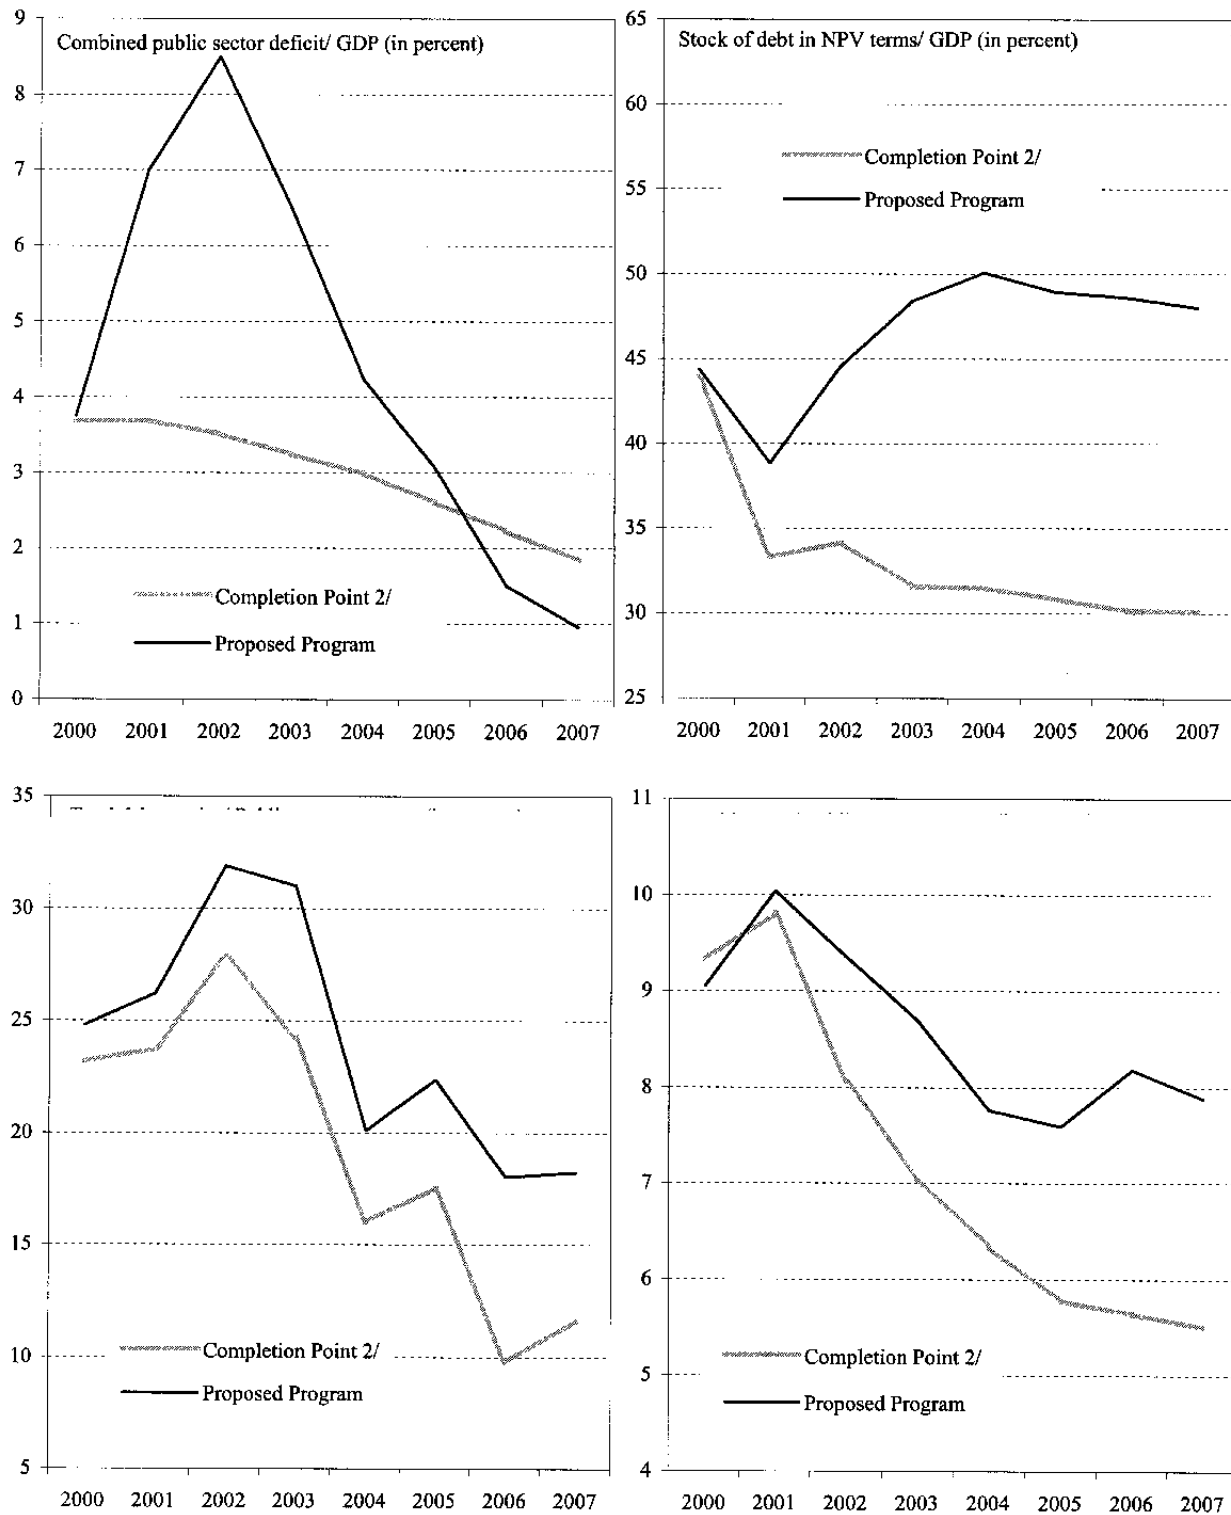 Combined public sector deficit/ GDP (in percent)
9
8
7
6
5
4
3
2
1
0
Completion Point 2/
Proposed Program
2000 2001 2002 2003 2004 2005 2006 2007
Stock of debt in NPV terms/ GDP (in percent)
65
60
55
50
45
40
35
30
25
Completion Point 2/
Proposed Program
2000 2001 2002 2003 2004 2005 2006 2007
35
30
25
20
15
10
5
Completion Point 2/
Proposed Program
2000 2001 2002 2003 2004 2005 2006 2007
11
10
9
8
7
6
5
4
Completion Point 2/
Proposed Program
2000 2001 2002 2003 2004 2005 2006 2007